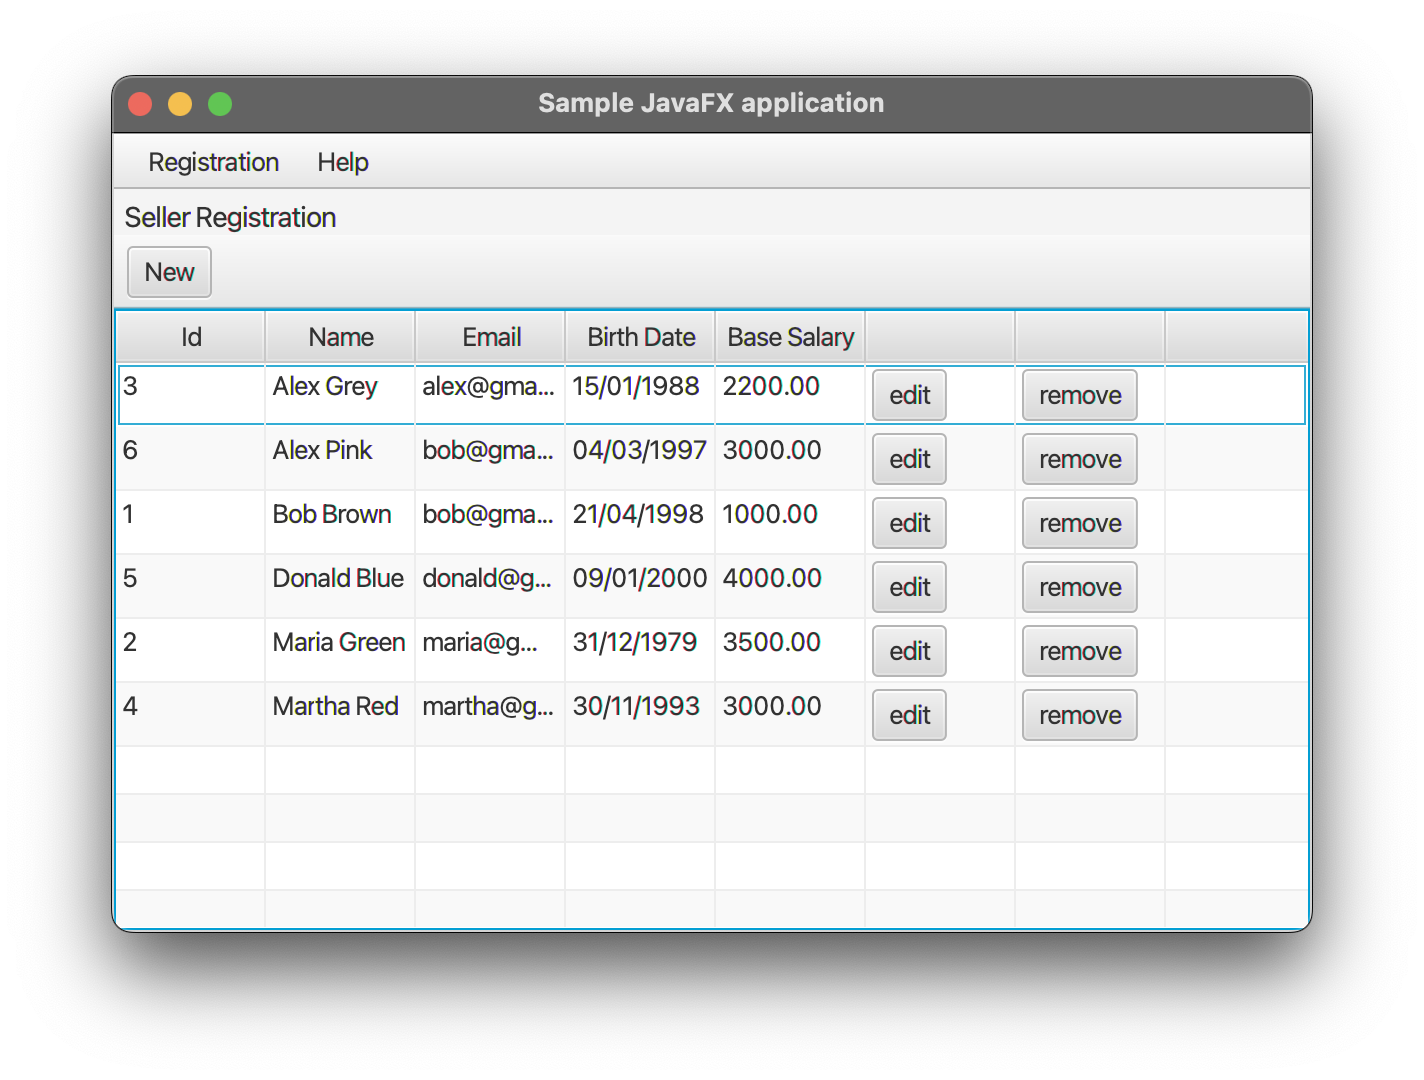 Sample JavaFX application
Registration Help
Seller Registration
New
Id Name Email Birth Date Base Salary
3 Alex Grey alex@gma... 15/01/1988 2200.00 edit remove
6 Alex Pink bob@gma... 04/03/1997 3000.00 edit remove
1 Bob Brown bob@gma... 21/04/1998 1000.00 edit remove
5 Donald Blue donald@g... 09/01/2000 4000.00 edit remove
2 Maria Green maria@g... 31/12/1979 3500.00 edit remove
4 Martha Red martha@g... 30/11/1993 3000.00 edit remove